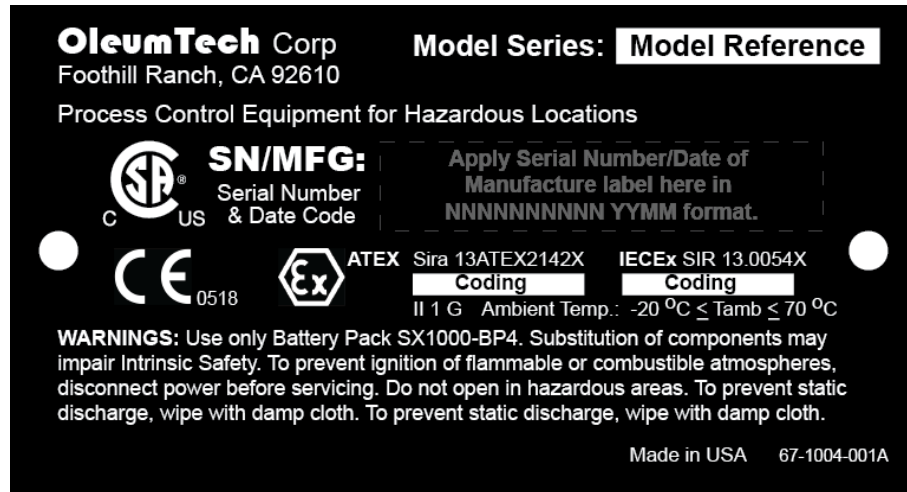 OleumTech Corp Model Series: Model Reference
Foothill Ranch, CA 92610
Process Control Equipment for Hazardous Locations
CSA ® C US
SN/MFG:
Serial Number
& Date Code
Apply Serial Number/Date of
Manufacture label here in
NNNNNNNNNNN YYMM format.
CE 0518 Ex ATEX Sira 13ATEX2142X IECEx SIR 13.0054X
Coding Coding
II 1 G Ambient Temp.: -20 ºC ≤ Tamb ≤ 70 ºC
WARNINGS: Use only Battery Pack SX1000-BP4. Substitution of components may
impair Intrinsic Safety. To prevent ignition of flammable or combustible atmospheres,
disconnect power before servicing. Do not open in hazardous areas. To prevent static
discharge, wipe with damp cloth. To prevent static discharge, wipe with damp cloth.
Made in USA 67-1004-001A